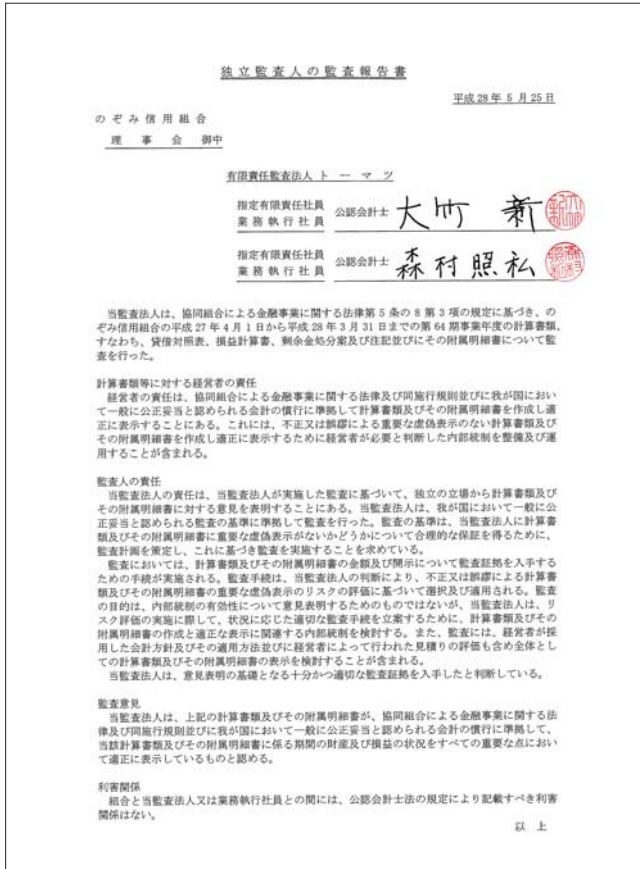 独立監査人の監査報告書
平成28年5月25日
のぞみ信用組合
理事会 御中
有限責任監査法人 トーマツ
指定有限責任社員
業務執行社員
公認会計士 大竹 新
指定有限責任社員
業務執行社員
公認会計士 森村照私
当監査法人は、協同組合による金融事業に関する法律第5条の8第3項の規定に基づき、の
ぞみ信用組合の平成27年4月1日から平成28年3月31日までの第64期事業年度の計算書類、
すなわち、貸借対照表、損益計算書、剰余金処分案及び注記並びにその附属明細書について監
査を行った。
計算書類等に対する経営者の責任
経営者の責任は、協同組合による金融事業に関する法律及び同施行規則並びに我が国におい
て一般に公正妥当と認められる会計の慣行に準拠して計算書類及びその附属明細書を作成し適
正に表示することにある。これには、不正又は誤謬による重要な虚偽表示のない計算書類及び
その附属明細書を作成し適正に表示するために経営者が必要と判断した内部統制を整備及び運
用することが含まれる。
監査人の責任
当監査法人の責任は、当監査法人が実施した監査に基づいて、独立の立場から計算書類及び
その附属明細書に対する意見を表明することにある。当監査法人は、我が国において一般に公
正妥当と認められる監査の基準に準拠して監査を行った。監査の基準は、当監査法人に計算書
類及びその附属明細書に重要な虚偽表示がないかどうかについて合理的な保証を得るために、
監査計画を策定し、これに基づき監査を実施することを求めている。
監査においては、計算書類及びその附属明細書の金額及び開示について監査証拠を入手する
ための手続が実施される。監査手続は、当監査法人の判断により、不正又は誤謬による計算書
類及びその附属明細書の重要な虚偽表示のリスクの評価に基づいて選択及び適用される。監査
の目的は、内部統制の有効性について意見表明するためのものではないが、当監査法人は、リ
スク評価の実施に際して、状況に応じた適切な監査手続を立案するために、計算書類及びその
附属明細書の作成と適正な表示に関連する内部統制を検討する。また、監査には、経営者が採
用した会計方針及びその適用方法並びに経営者によって行われた見積りの評価も含め全体とし
ての計算書類及びその附属明細書の表示を検討することが含まれる。
当監査法人は、意見表明の基礎となる十分かつ適切な監査証拠を入手したと判断している。
監査意見
当監査法人は、上記の計算書類及びその附属明細書が、協同組合による金融事業に関する法
律及び同施行規則並びに我が国において一般に公正妥当と認められる会計の慣行に準拠して、
当該計算書類及びその附属明細書に係る期間の財産及び損益の状況をすべての重要な点におい
て適正に表示しているものと認める。
利害関係
組合と当監査法人又は業務執行社員との間には、公認会計士法の規定により記載すべき利害
関係はない。
以 上